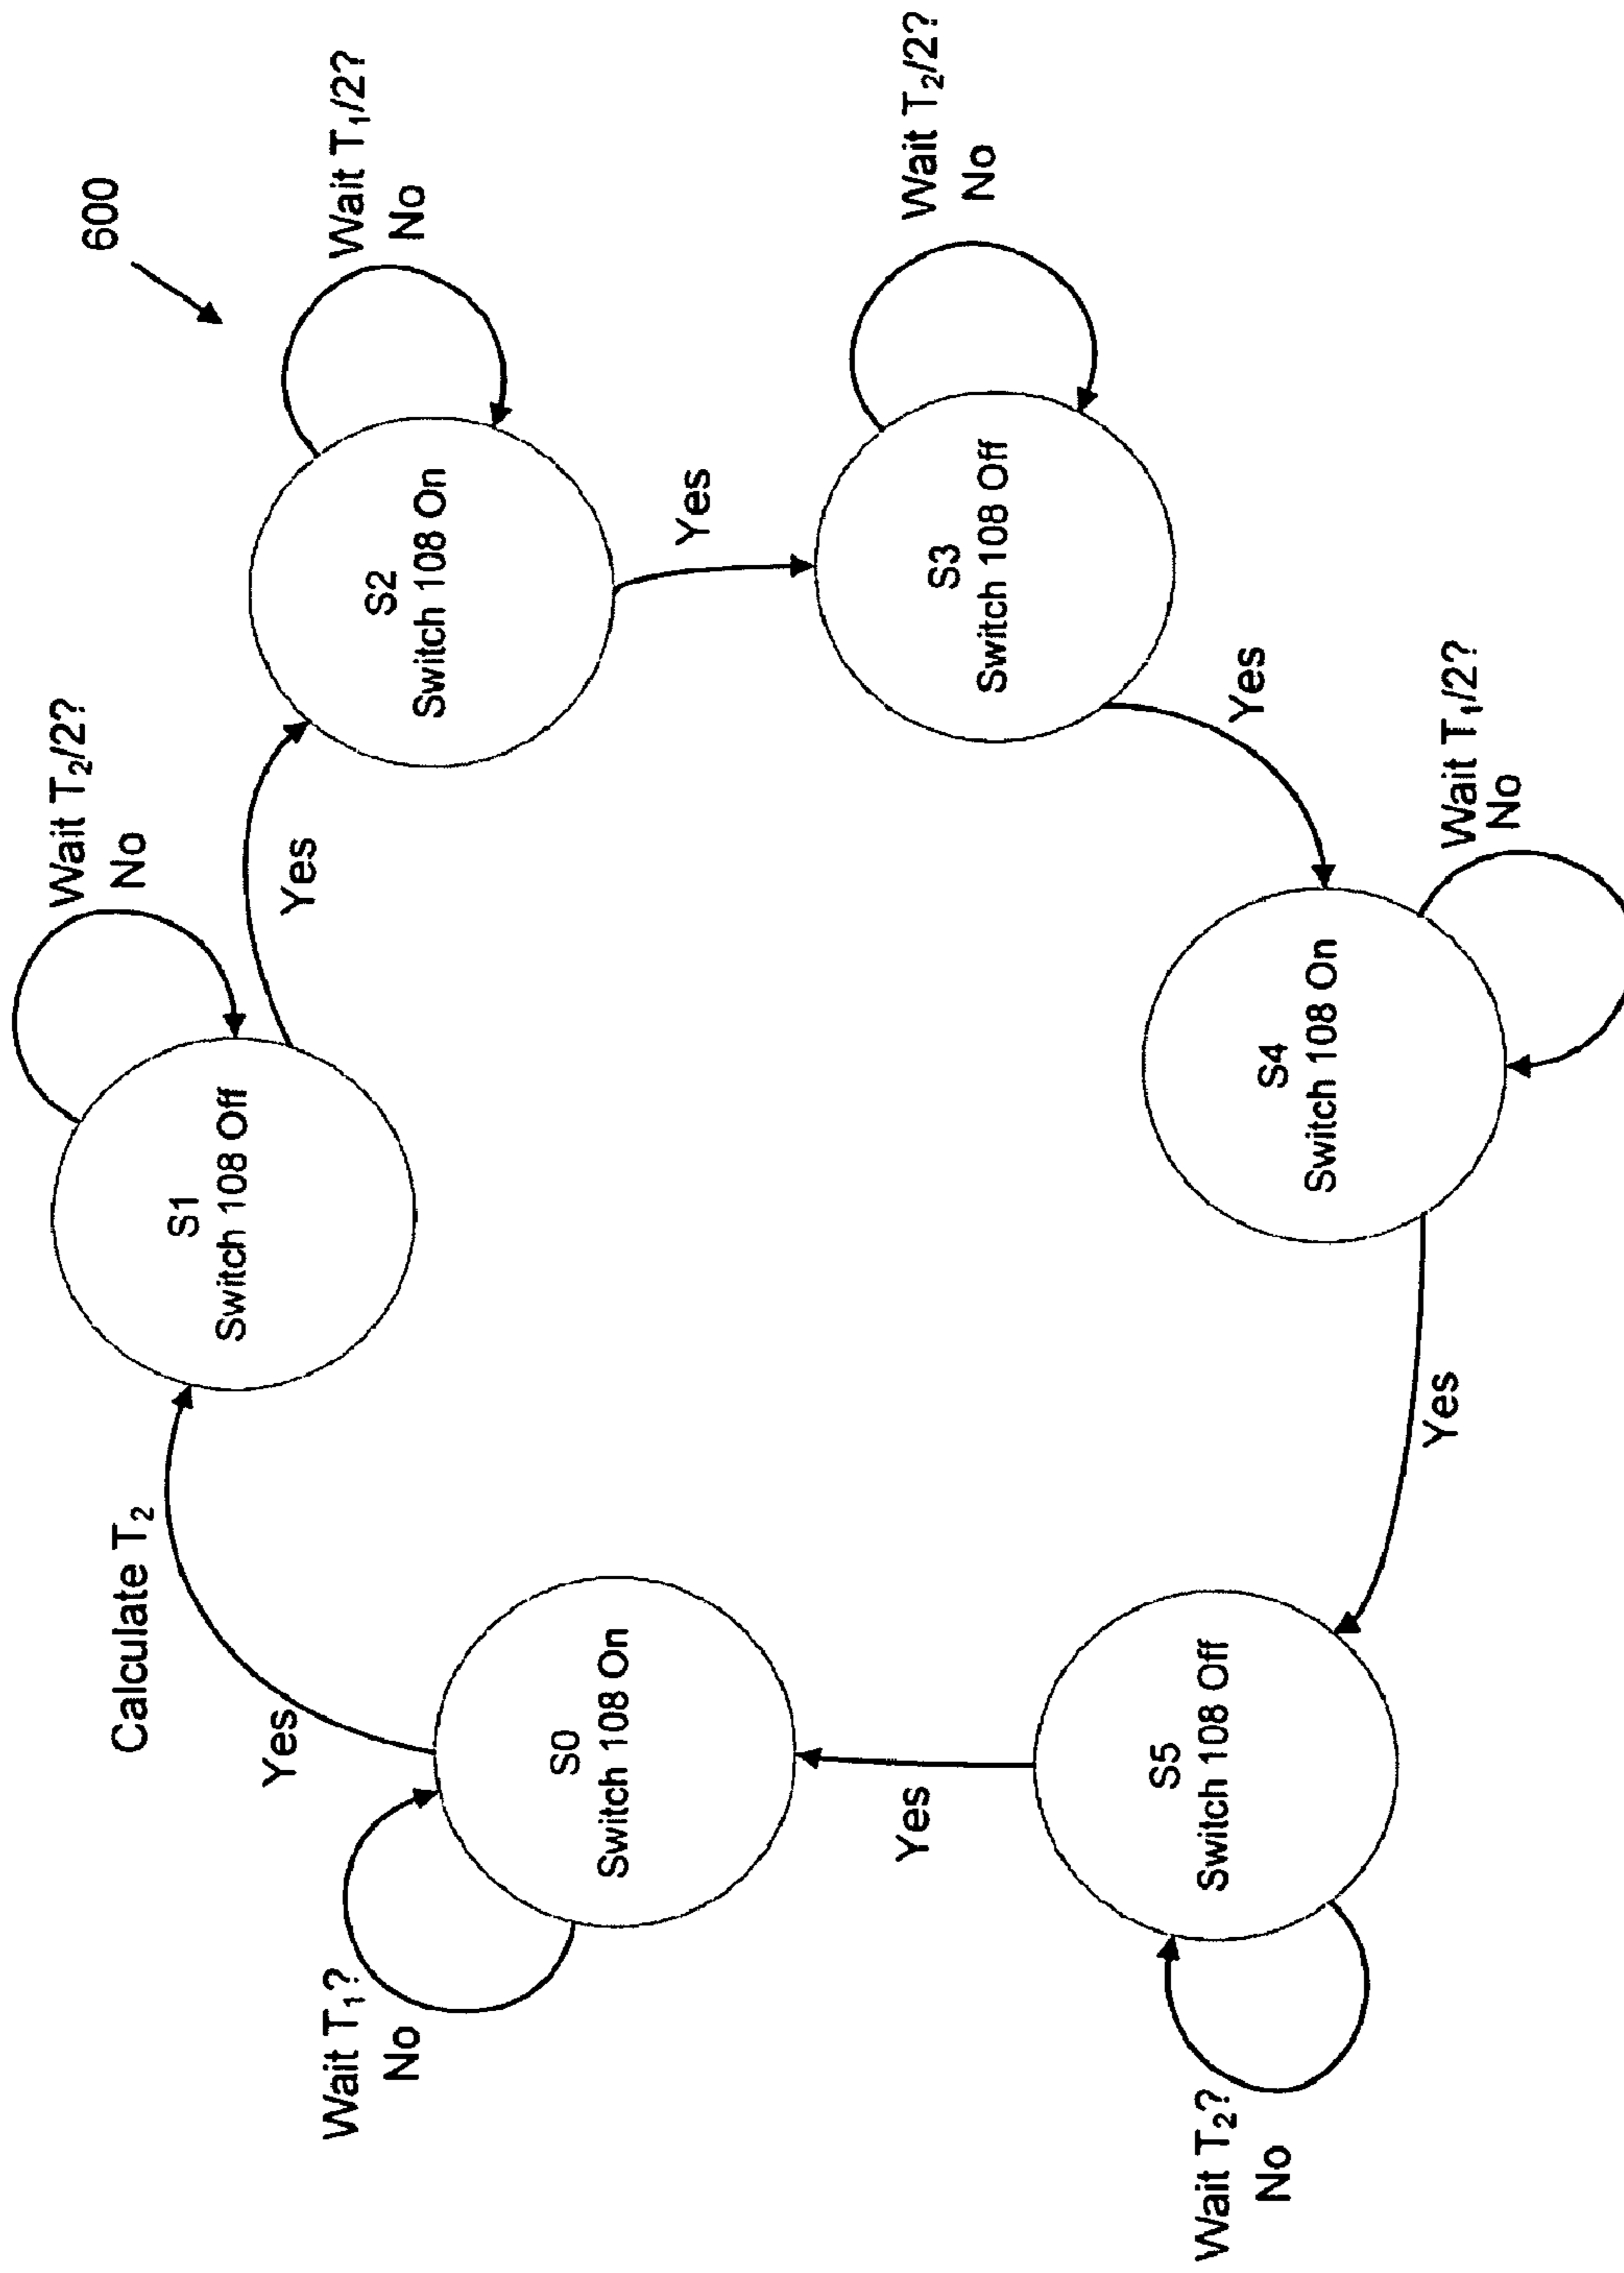 600
Calculate T₂
Yes
Wait T₁?
No
S0
Switch 108 On
Wait T₂/2?
No
S1
Switch 108 Off
Yes
Wait T₁/2?
No
S2
Switch 108 On
Yes
Wait T₂/2?
No
S3
Switch 108 Off
Yes
Wait T₁/2?
No
S4
Switch 108 On
Yes
Wait T₂?
No
S5
Switch 108 Off
Yes